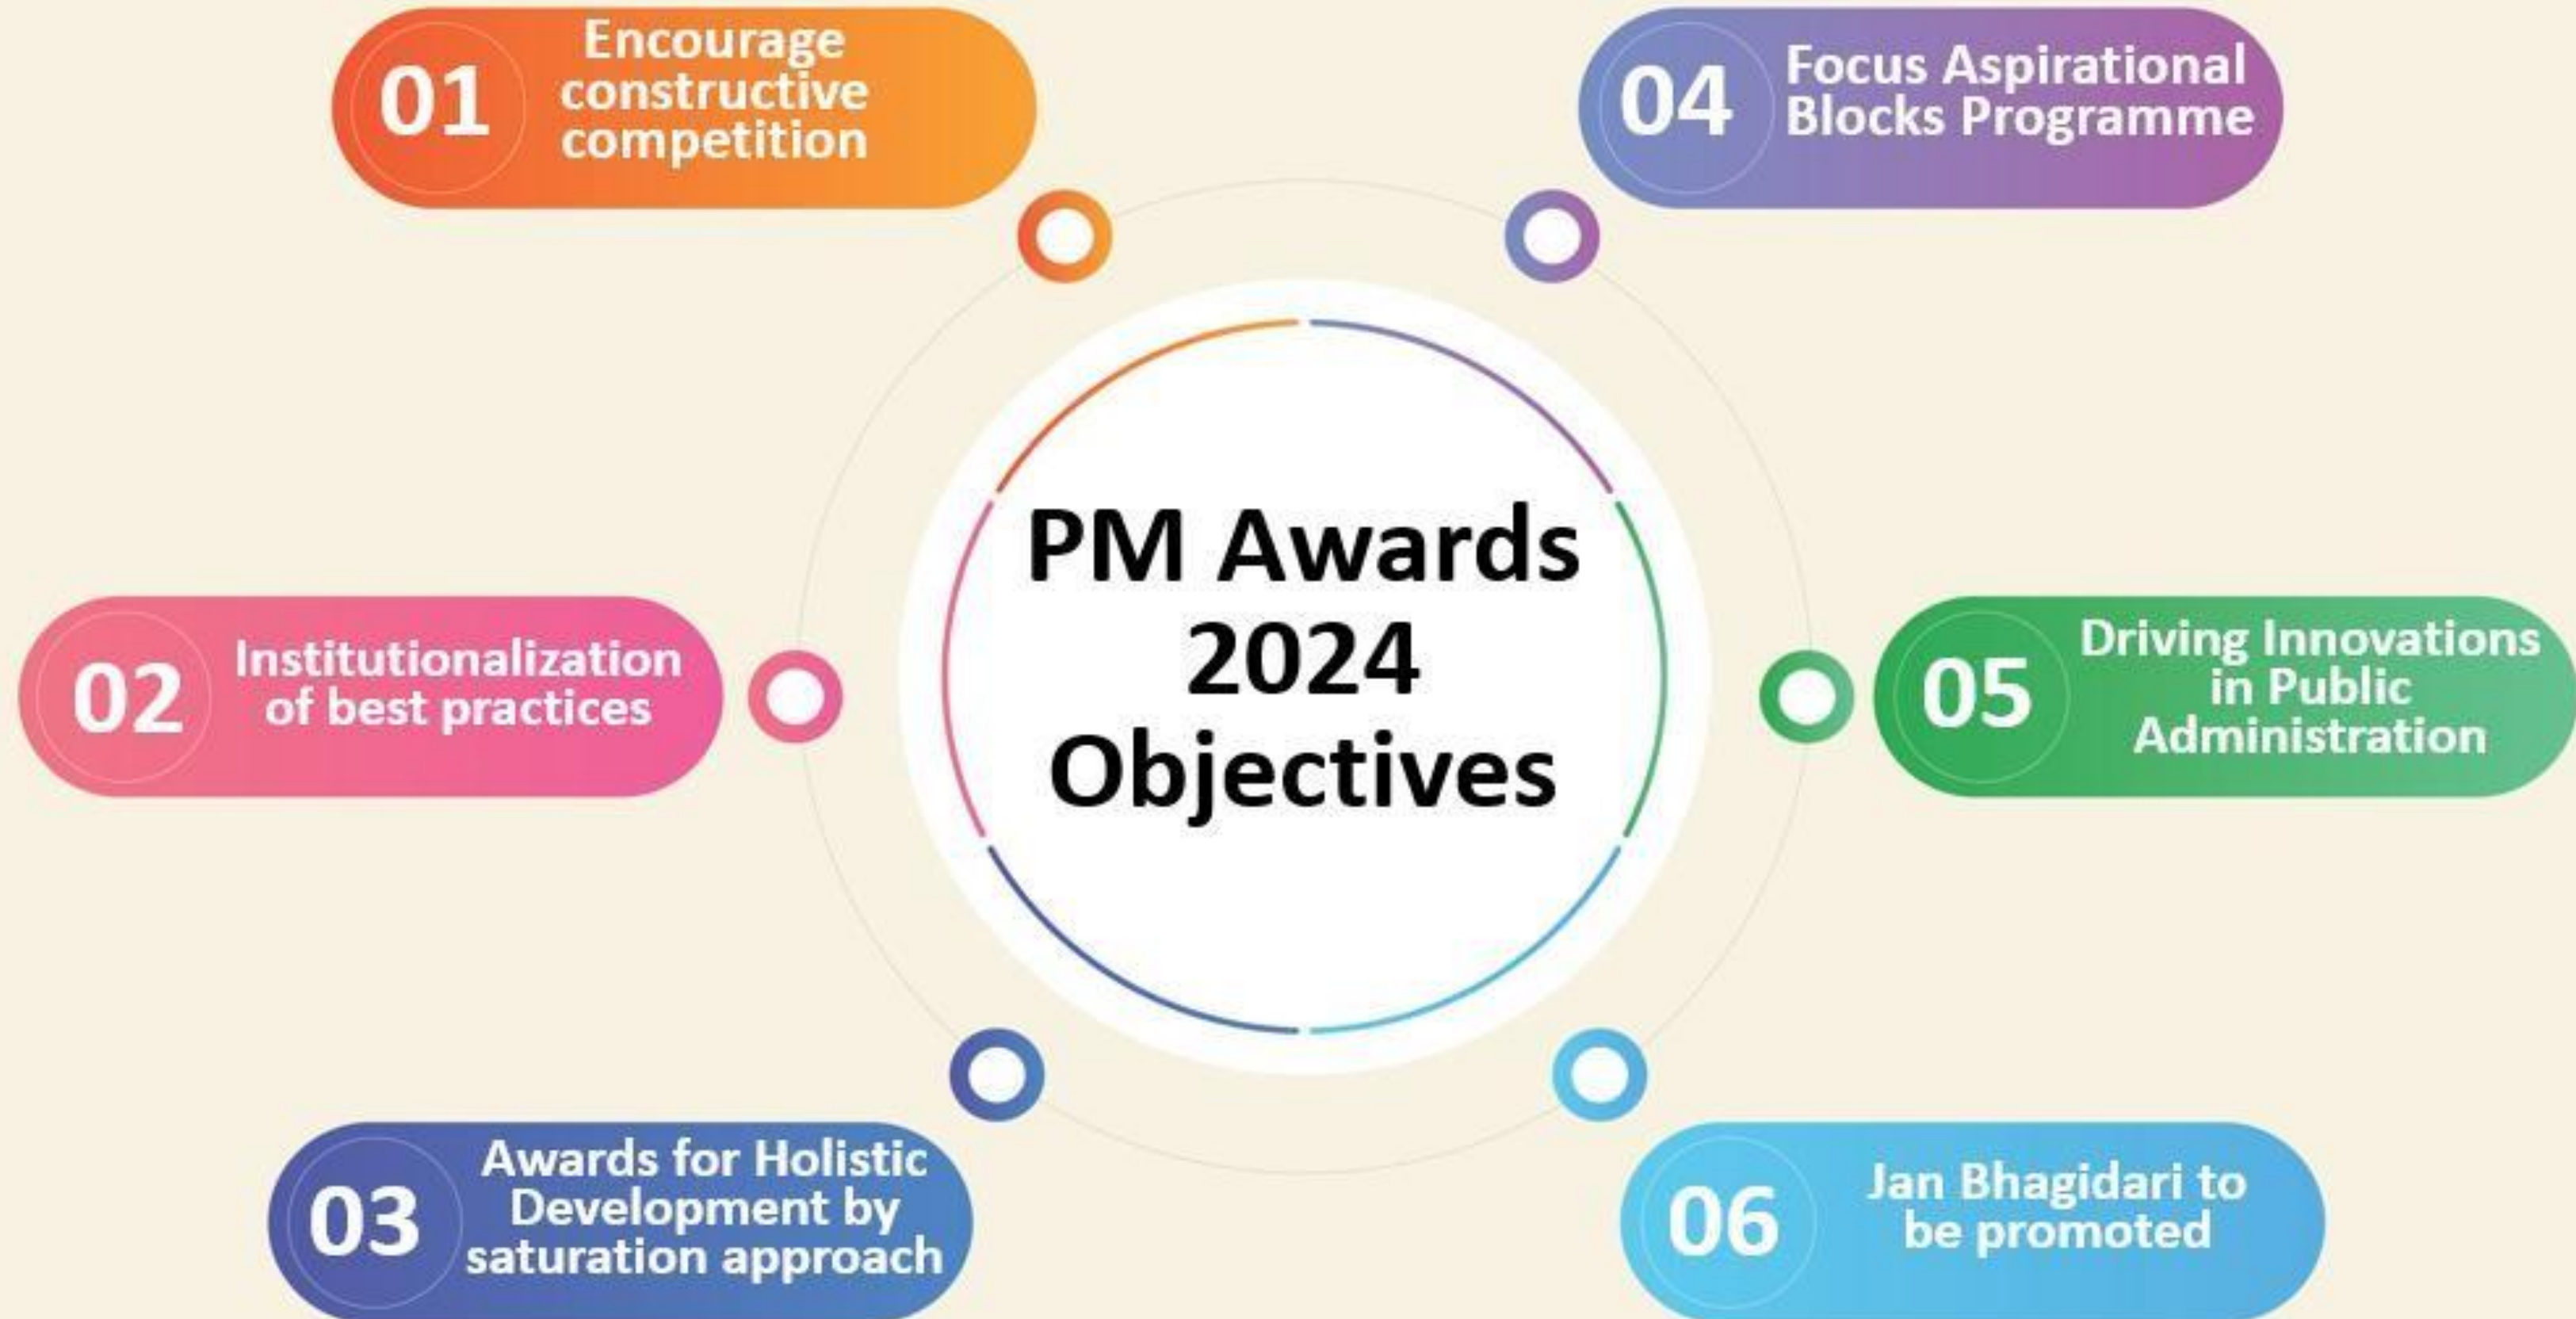 01
Encourage
constructive
competition
02
Institutionalization
of best practices
03
Awards for Holistic
Development by
saturation approach
PM Awards
2024
Objectives
04
Focus Aspirational
Blocks Programme
05
Driving Innovations
in Public
Administration
06
Jan Bhagidari to
be promoted